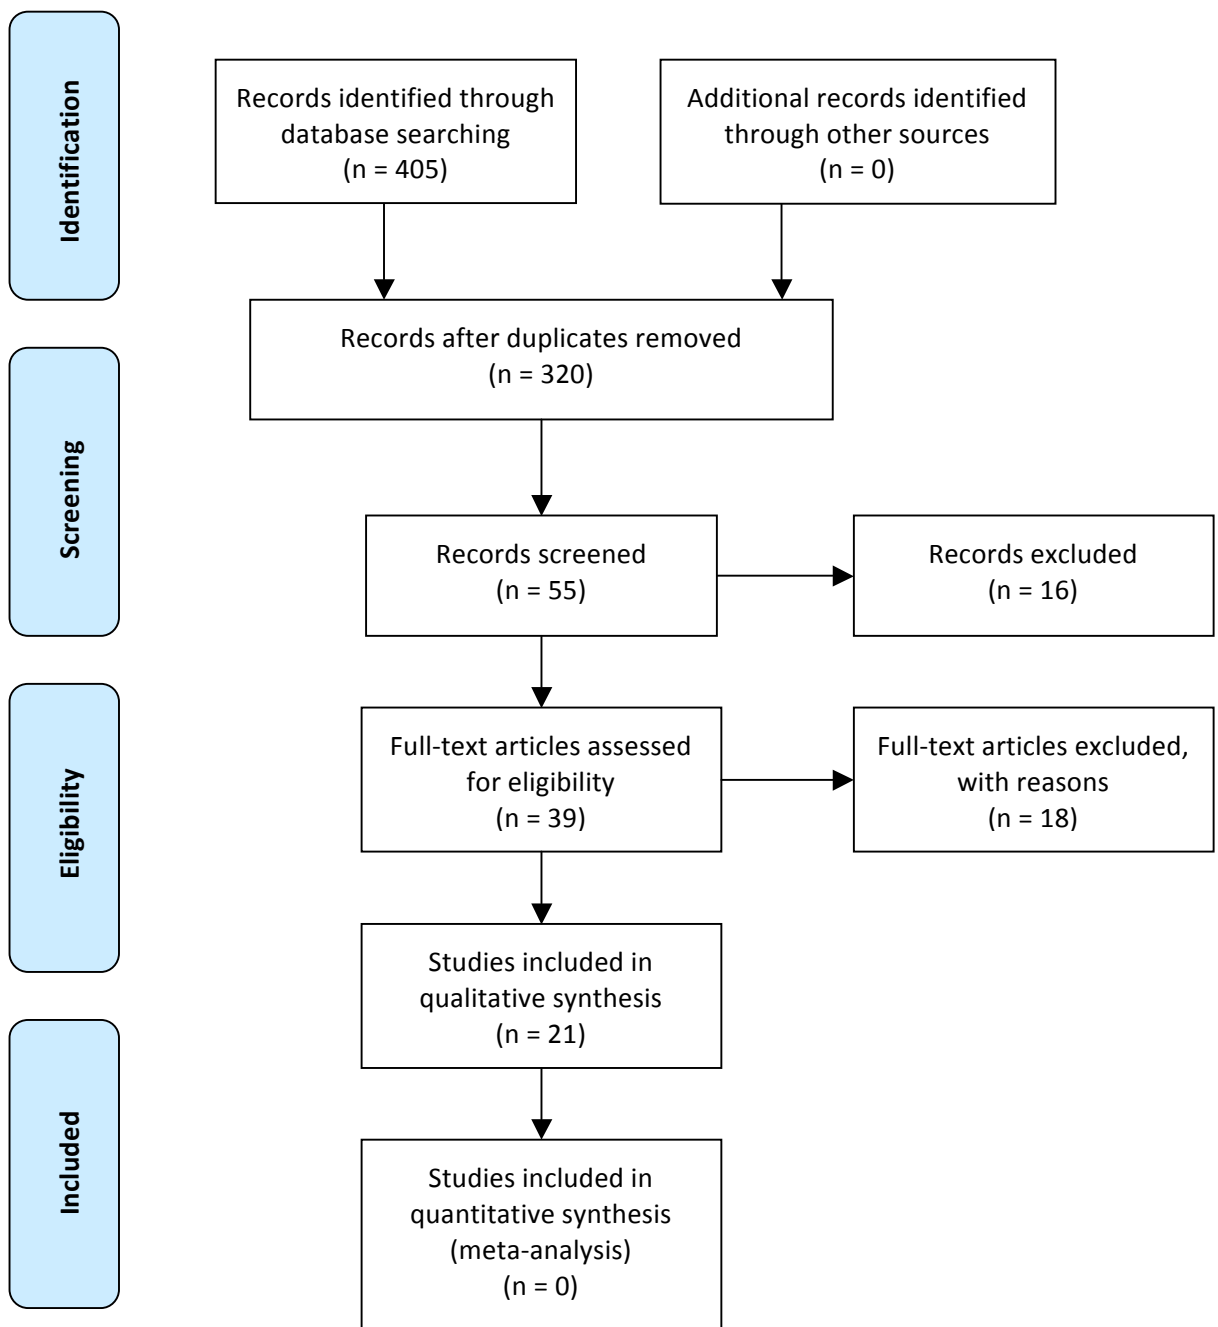 Identification
Records identified through
database searching
(n = 405)
Additional records identified
through other sources
(n = 0)
Records after duplicates removed
(n = 320)
Screening
Records screened
(n = 55)
Records excluded
(n = 16)
Eligibility
Full-text articles assessed
for eligibility
(n = 39)
Full-text articles excluded,
with reasons
(n = 18)
Studies included in
qualitative synthesis
(n = 21)
Included
Studies included in
quantitative synthesis
(meta-analysis)
(n = 0)